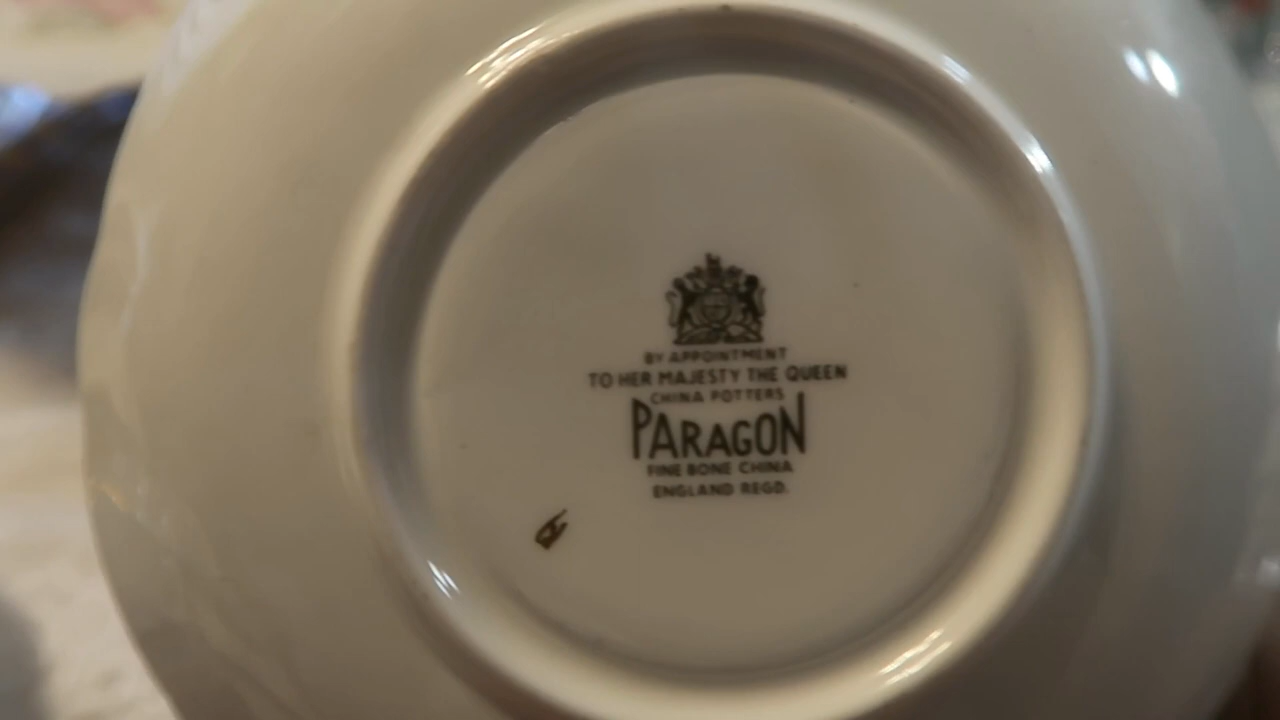 BY APPOINTMENT
TO HER MAJESTY THE QUEEN
CHINA POTTERS
PARAGON
FINE BONE CHINA
ENGLAND REGD.